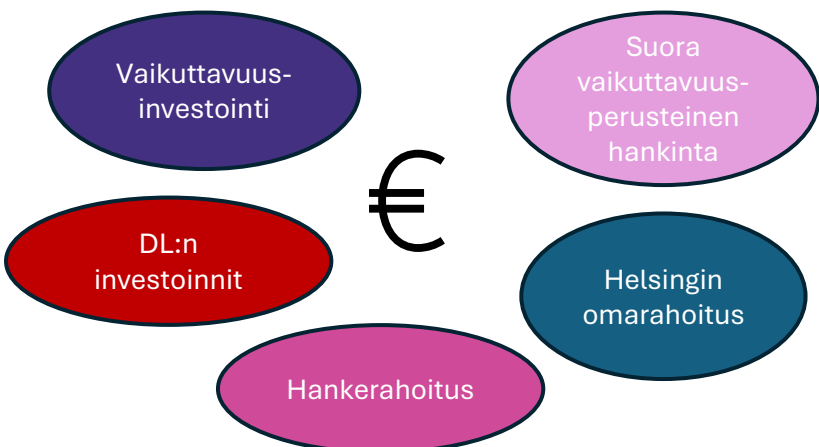 Vaikuttavuus-
investointi
Suora
vaikuttavuus-
perusteinen
hankinta
€
DL:n
investoinnit
Helsingin
omarahoitus
Hankerahoitus